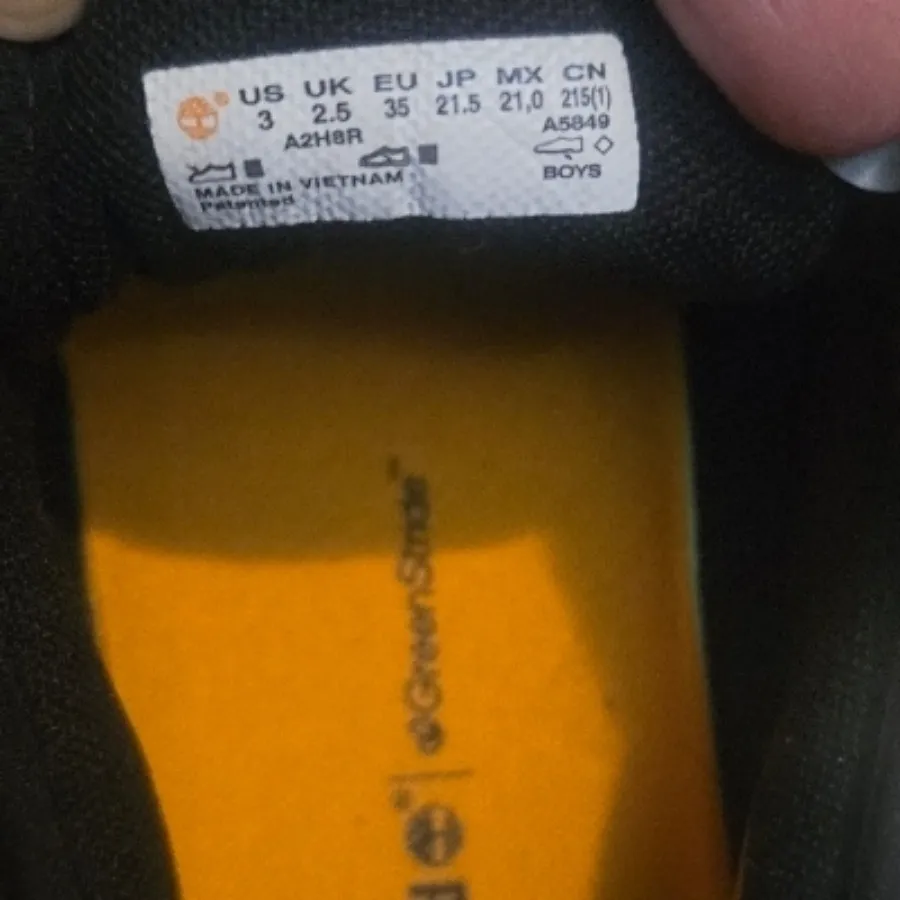 US UK EU JP MX CN
3 2.5 35 21.5 21,0 215(1)
A2H8R A5849
MADE IN VIETNAM BOYS
Patented
GreenStride™